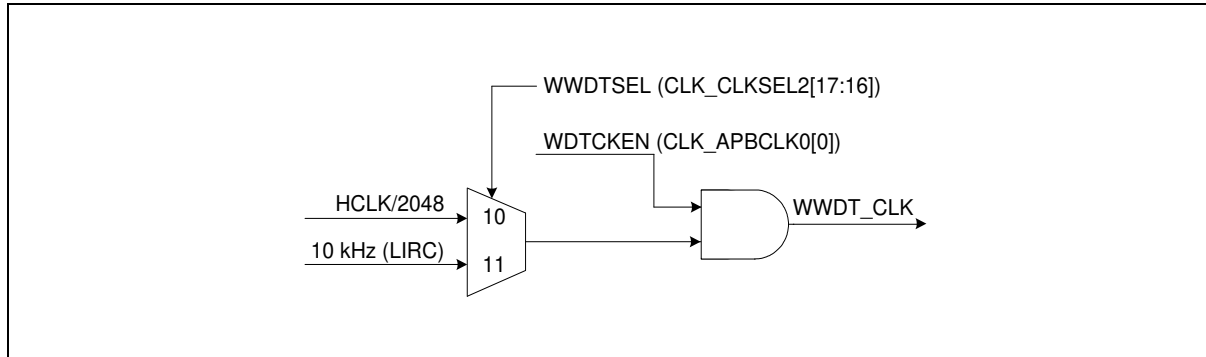 WWDTSEL (CLK_CLKSEL2[17:16])
WDTCKEN (CLK_APBCLK0[0])
HCLK/2048
10
WWDT_CLK
10 kHz (LIRC)
11